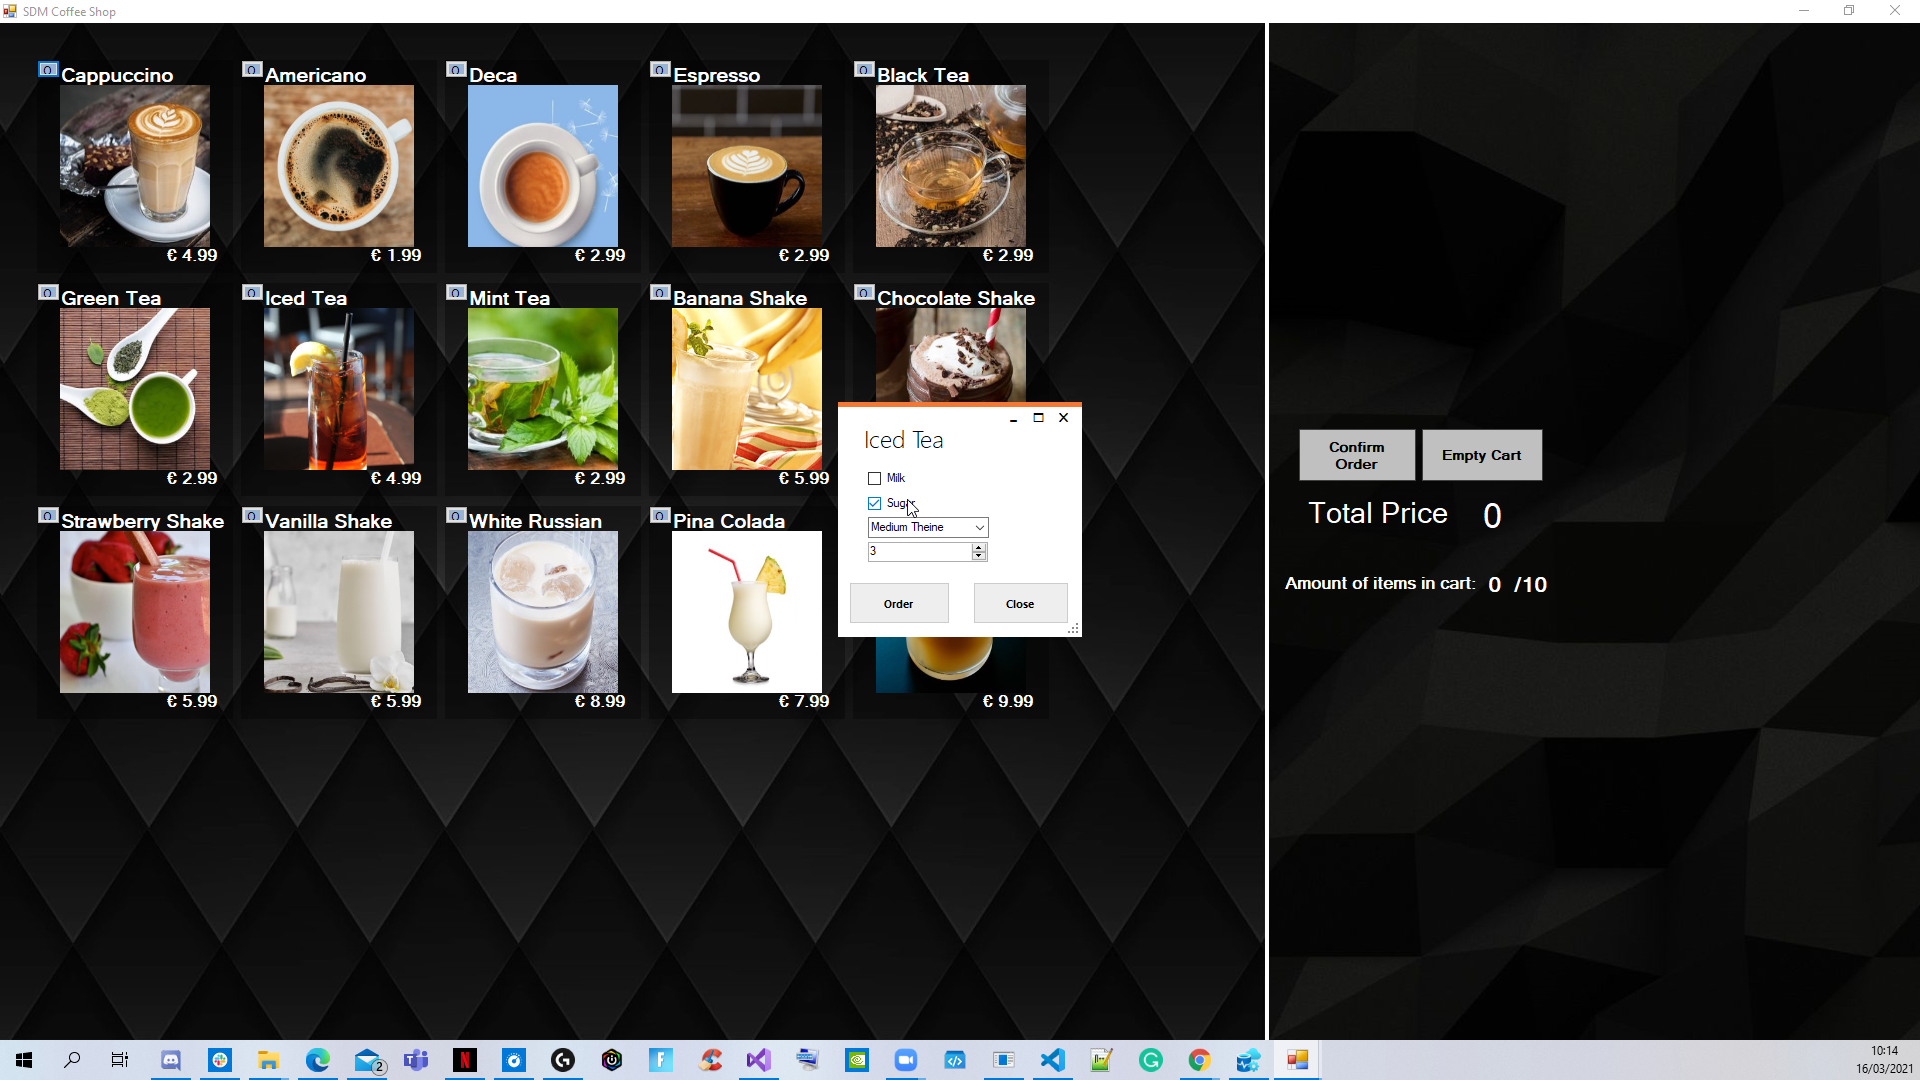 SDM Coffee Shop
0 Cappuccino
€ 4.99
0 Americano
€ 1.99
0 Deca
€ 2.99
0 Espresso
€ 2.99
0 Black Tea
€ 2.99
0 Green Tea
€ 2.99
0 Iced Tea
€ 4.99
0 Mint Tea
€ 2.99
0 Banana Shake
€ 5.99
0 Chocolate Shake
0 Strawberry Shake
€ 5.99
0 Vanilla Shake
€ 5.99
0 White Russian
€ 8.99
0 Pina Colada
€ 7.99
€ 9.99
Iced Tea
Milk
Sugar
Medium Theine
3
Order
Close
Confirm
Order
Empty Cart
Total Price 0
Amount of items in cart: 0 /10
2
10:14
16/03/2021